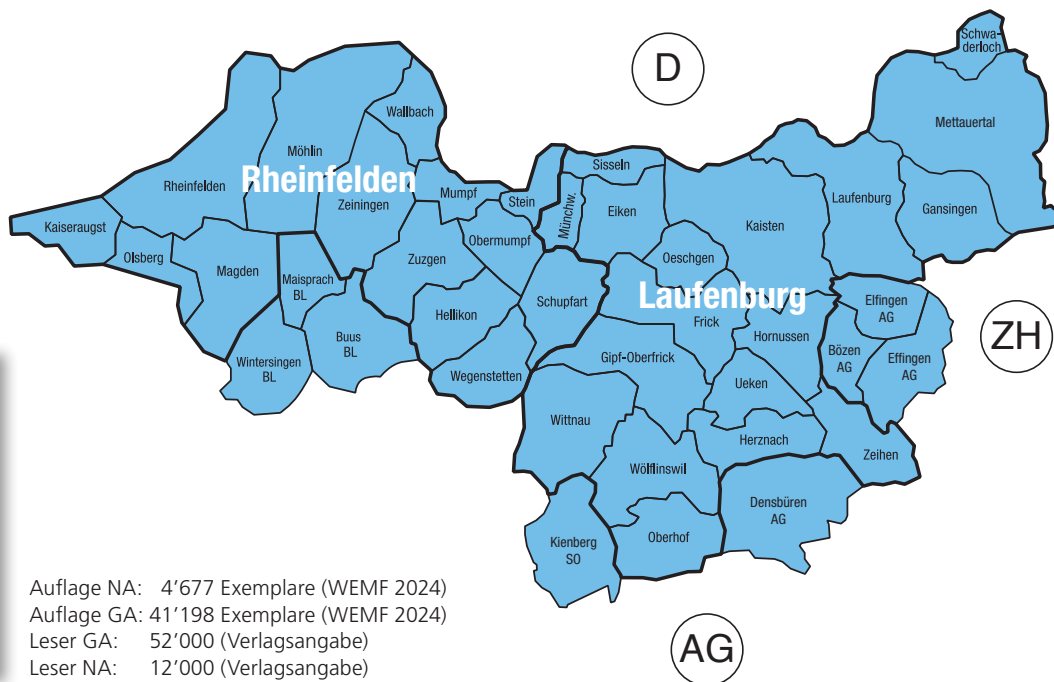 D
Schwa-
derloch
Mettauertal
Wallbach
Möhlin
Rheinfelden
Rheinfelden
Zeiningen
Mumpf
Stein
Sisseln
Münchw.
Eiken
Kaisten
Laufenburg
Gansingen
Kaiseraugst
Olsberg
Magden
Maisprach
BL
Zuzgen
Obermumpf
Oeschgen
Schupfart
Laufenburg
Elfingen
AG
Hellikon
Frick
Hornussen
ZH
Buus
BL
Wintersingen
BL
Gipf-Oberfrick
Bözen
AG
Effingen
AG
Wegenstetten
Ueken
Wittnau
Herznach
Zeihen
Wölflinswil
Densbüren
AG
Kienberg
SO
Oberhof
Auflage NA: 4’677 Exemplare (WEMF 2024)
Auflage GA: 41’198 Exemplare (WEMF 2024)
Leser GA: 52’000 (Verlagsangabe)
Leser NA: 12’000 (Verlagsangabe)
AG